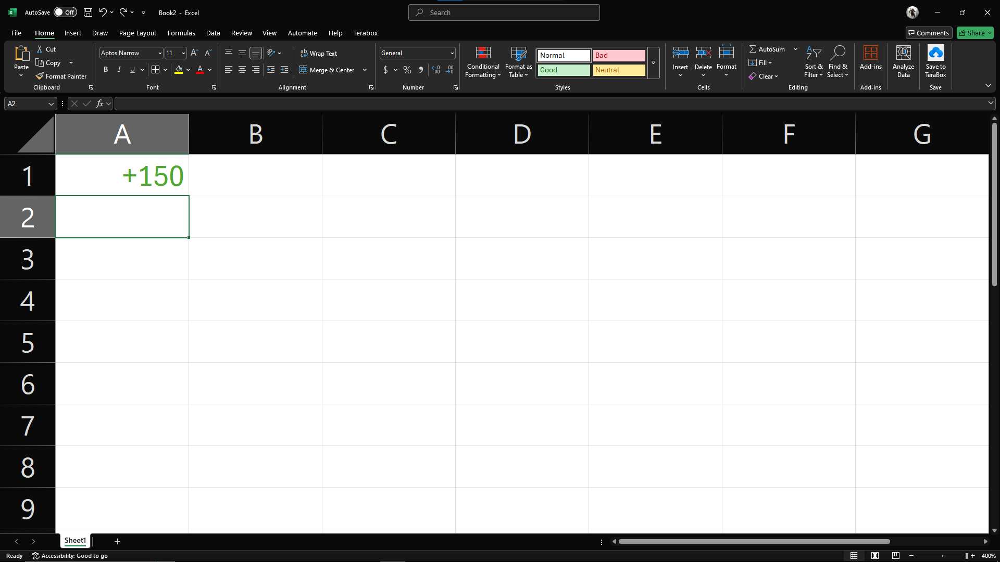 AutoSave Off Book2 - Excel Search
File Home Insert Draw Page Layout Formulas Data Review View Automate Help Terabox Comments Share
Paste Cut Copy Format Painter Clipboard
Aptos Narrow 11 B I U A Font
Wrap Text Merge & Center Alignment
General $ % Number
Conditional Formatting Format as Table Normal Bad Good Neutral Styles
Insert Delete Format Cells
AutoSum Fill Clear Sort & Filter Find & Select Editing
Add-ins Add-ins
Analyze Data
Save to TeraBox Save
A2 fx
A B C D E F G
1 +150
2
3
4
5
6
7
8
9
Sheet1
Ready Accessibility: Good to go 400%